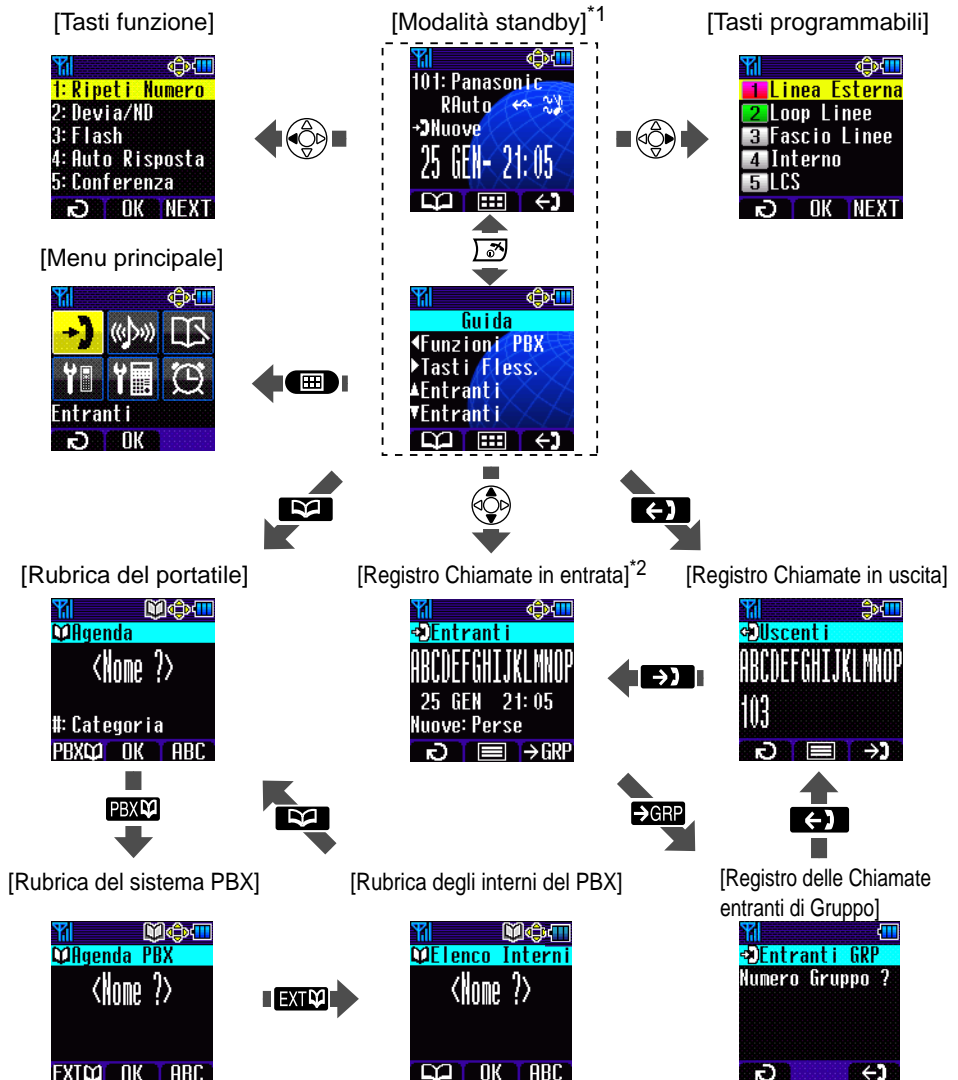 [Tasti funzione]
[Modalità standby]*1
[Tasti programmabili]
1: Ripeti Numero
2: Devia/ND
3: Flash
4: Auto Risposta
5: Conferenza
OK NEXT
101: Panasonic
RAuto
Nuove
25 GEN- 21:05
1 Linea Esterna
2 Loop Linee
3 Fascio Linee
4 Interno
5 LCS
OK NEXT
[Menu principale]
Entranti
OK
Guida
Funzioni PBX
Tasti Fless.
Entranti
Entranti
[Rubrica del portatile]
[Registro Chiamate in entrata]*2
[Registro Chiamate in uscita]
Agenda
<Nome ?>
#: Categoria
PBX OK ABC
Entranti
ABCDEFGHIJKLMNOP
25 GEN 21:05
Nuove: Perse
→GRP
Uscenti
ABCDEFGHIJKLMNOP
103
PBX
→GRP
[Rubrica del sistema PBX]
[Rubrica degli interni del PBX]
[Registro delle Chiamate
entranti di Gruppo]
Agenda PBX
<Nome ?>
EXT OK ABC
EXT
Elenco Interni
<Nome ?>
OK ABC
Entranti GRP
Numero Gruppo ?